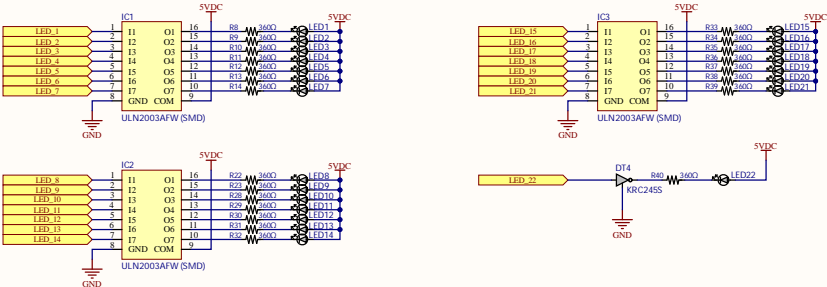 IC1
5VDC
LED_1 1 I1 O1 16 R8 360Ω LED1 5VDC
LED_2 2 I2 O2 15 R9 360Ω LED2
LED_3 3 I3 O3 14 R10 360Ω LED3
LED_4 4 I4 O4 13 R11 360Ω LED4
LED_5 5 I5 O5 12 R12 360Ω LED5
LED_6 6 I6 O6 11 R13 360Ω LED6
LED_7 7 I7 O7 10 R14 360Ω LED7
8 GND COM 9
GND
ULN2003AFW (SMD)
IC3
5VDC
LED_15 1 I1 O1 16 R33 360Ω LED15 5VDC
LED_16 2 I2 O2 15 R34 360Ω LED16
LED_17 3 I3 O3 14 R35 360Ω LED17
LED_18 4 I4 O4 13 R36 360Ω LED18
LED_19 5 I5 O5 12 R37 360Ω LED19
LED_20 6 I6 O6 11 R38 360Ω LED20
LED_21 7 I7 O7 10 R39 360Ω LED21
8 GND COM 9
GND
ULN2003AFW (SMD)
IC2
5VDC
LED_8 1 I1 O1 16 R22 360Ω LED8 5VDC
LED_9 2 I2 O2 15 R23 360Ω LED9
LED_10 3 I3 O3 14 R28 360Ω LED10
LED_11 4 I4 O4 13 R29 360Ω LED11
LED_12 5 I5 O5 12 R30 360Ω LED12
LED_13 6 I6 O6 11 R31 360Ω LED13
LED_14 7 I7 O7 10 R32 360Ω LED14
8 GND COM 9
GND
ULN2003AFW (SMD)
5VDC
LED_22 DT4 R40 360Ω LED22
KRC245S
GND